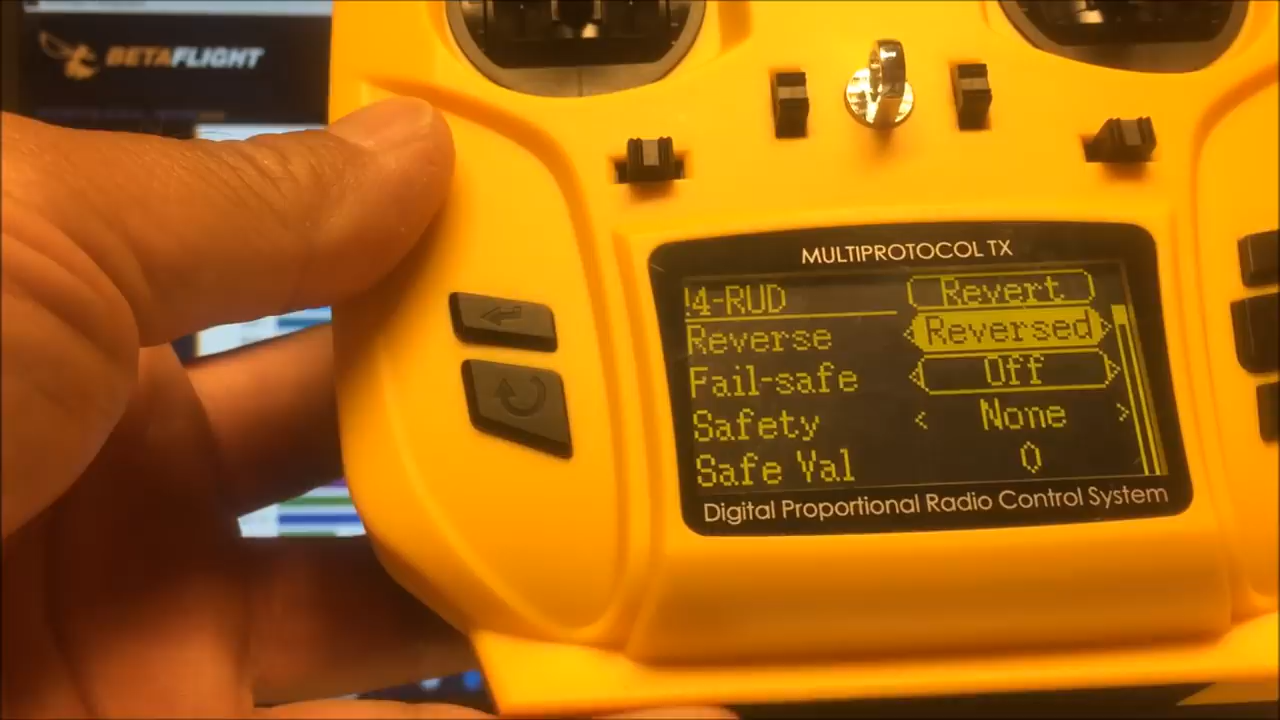 BETAFLIGHT
MULTIPROTOCOL TX
!4-RUD Revert
Reverse Reversed
Fail-safe Off
Safety < None >
Safe Val 0
Digital Proportional Radio Control System